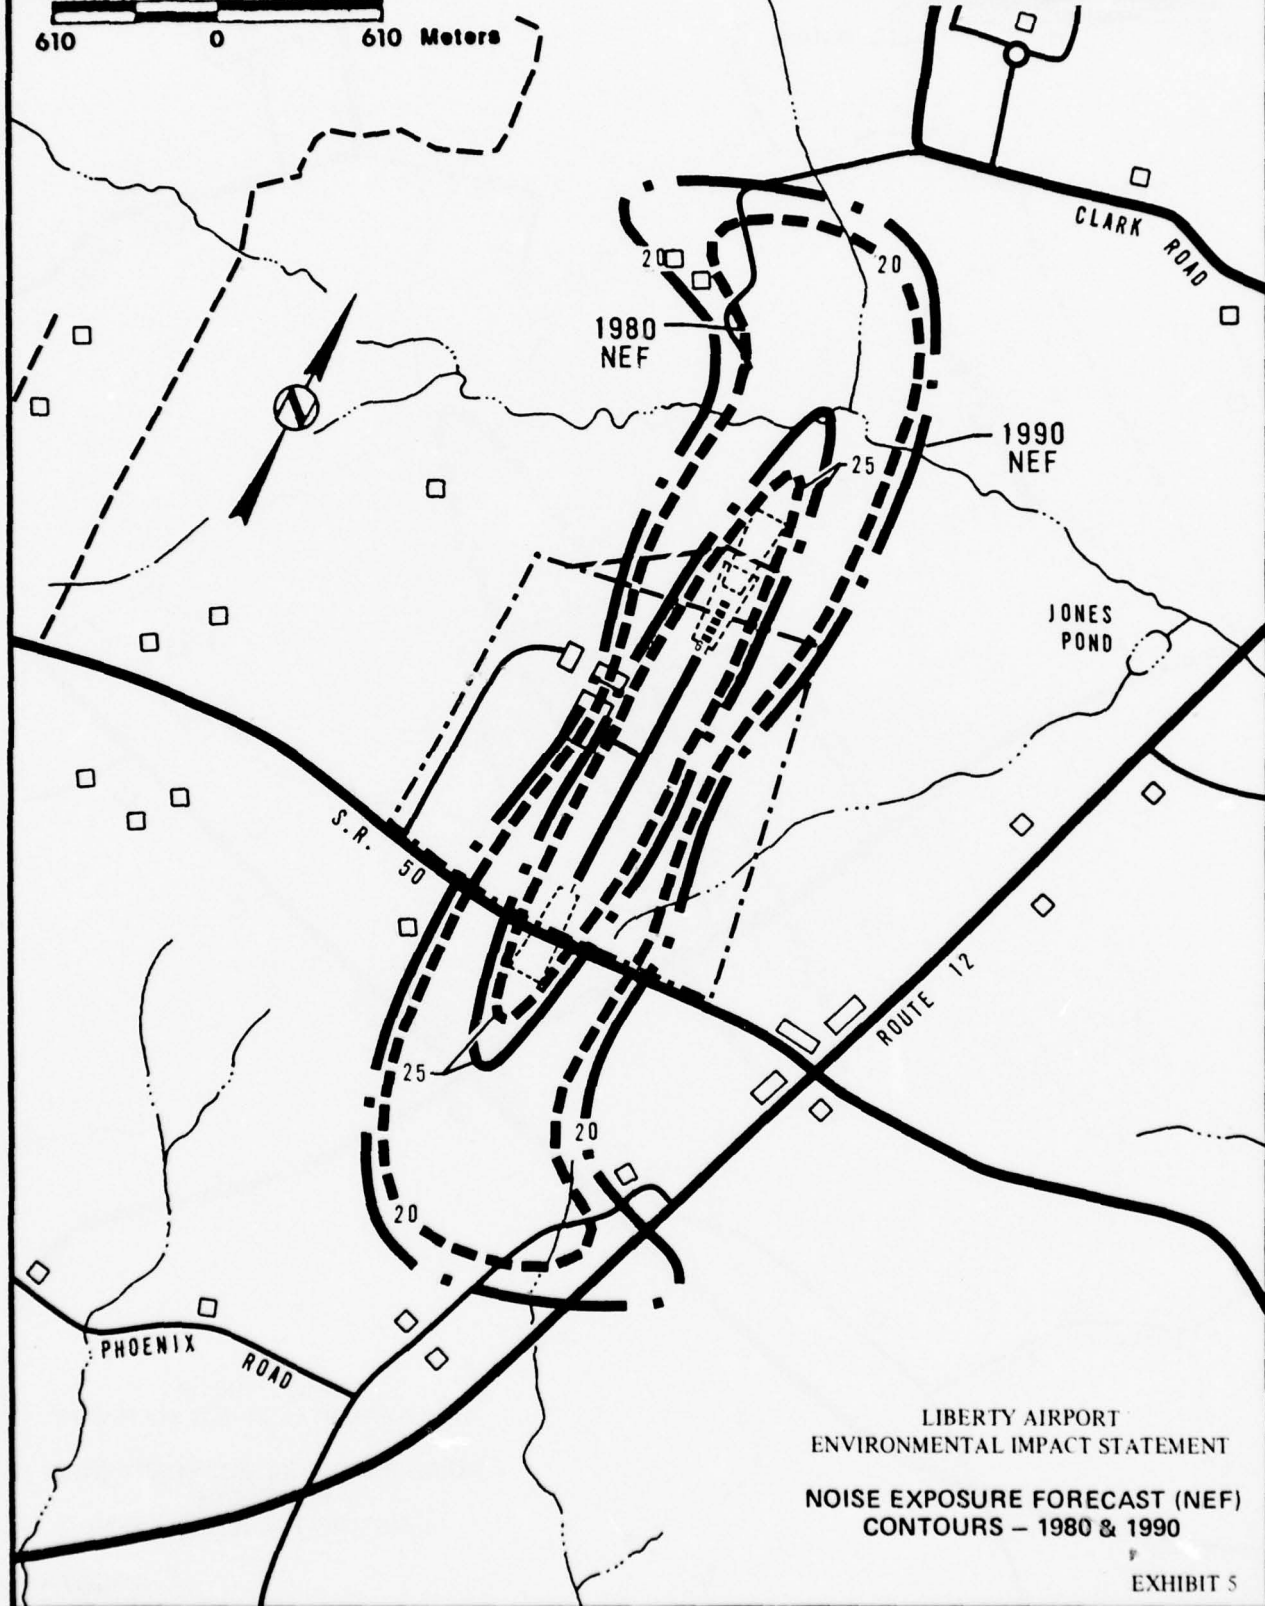 610 0 610 Meters
CLARK ROAD
20
20
1980
NEF
1990
NEF
25
N
JONES
POND
S.R. 50
ROUTE 12
25
20
20
PHOENIX ROAD
LIBERTY AIRPORT
ENVIRONMENTAL IMPACT STATEMENT
NOISE EXPOSURE FORECAST (NEF)
CONTOURS – 1980 & 1990
EXHIBIT 5